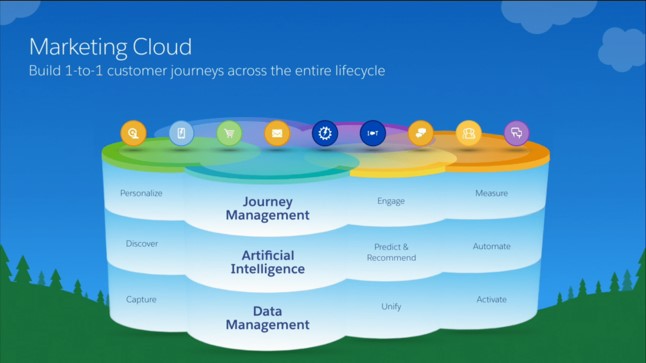 Marketing Cloud
Build 1-to-1 customer journeys across the entire lifecycle
Personalize
Journey
Management
Engage
Measure
Discover
Artificial
Intelligence
Predict &
Recommend
Automate
Capture
Data
Management
Unify
Activate